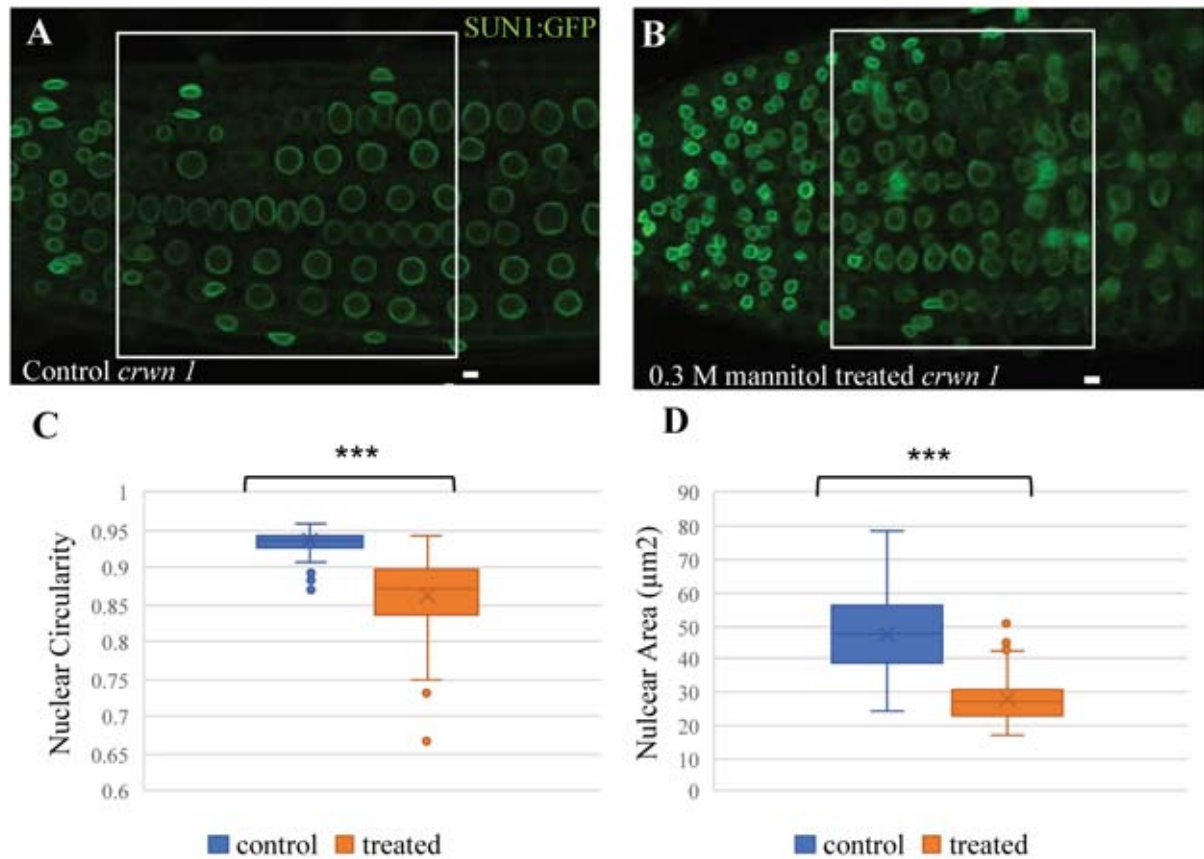 A
SUN1:GFP
Control crwn 1
B
0.3 M mannitol treated crwn 1
C
***
Nuclear Circularity
1
0.95
0.9
0.85
0.8
0.75
0.7
0.65
0.6
control treated
D
***
Nulcear Area (µm2)
90
80
70
60
50
40
30
20
10
0
control treated